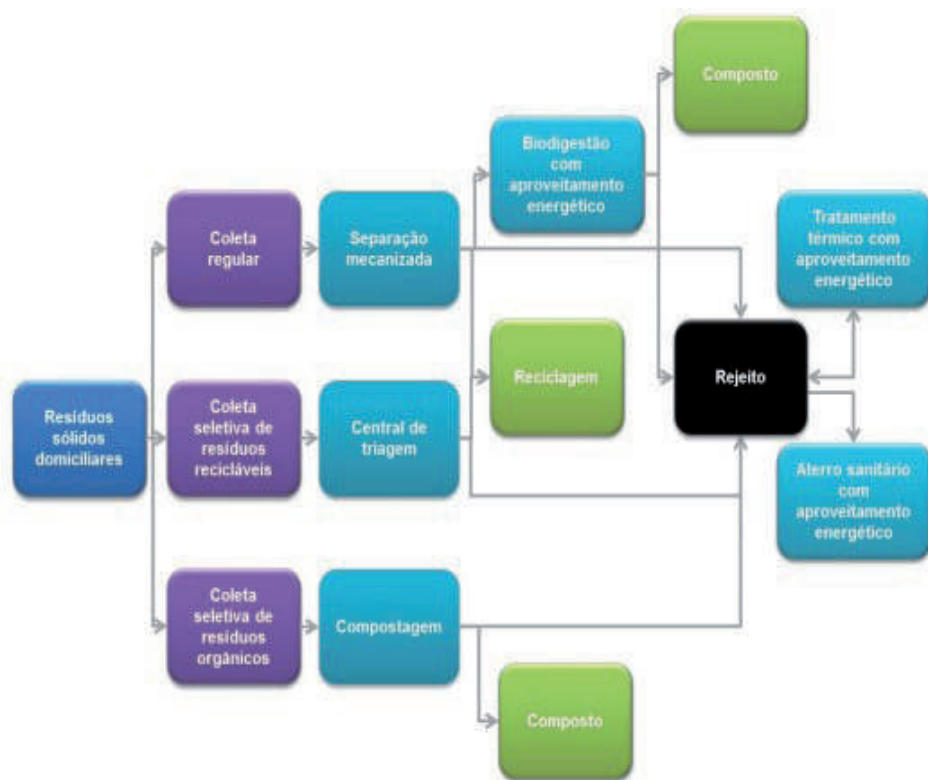 Composto
Biodigestão
com
aproveitamento
energético
Tratamento
térmico com
aproveitamento
energético
Coleta
regular
Separação
mecanizada
Reciclagem
Rejeito
Resíduos
sólidos
domiciliares
Coleta
seletiva de
resíduos
recicláveis
Central de
triagem
Aterro sanitário
com
aproveitamento
energético
Coleta
seletiva de
resíduos
orgânicos
Compostagem
Composto